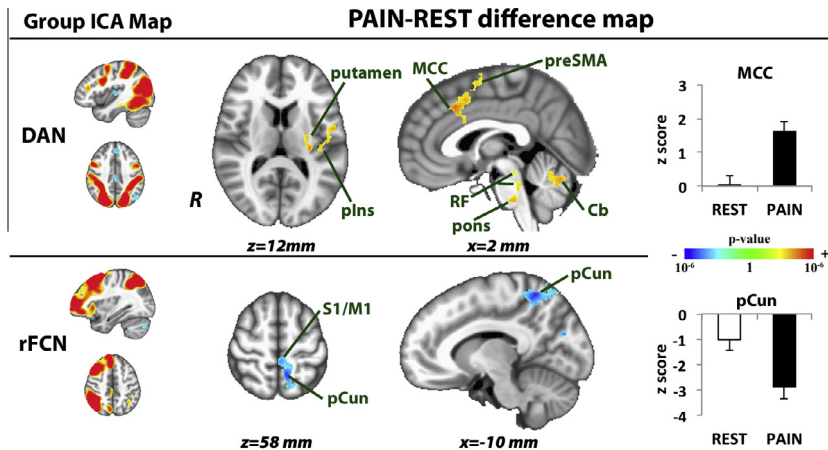 Group ICA Map
PAIN-REST difference map
DAN
putamen
pIns
R
z=12mm
MCC
preSMA
RF
pons
Cb
x=2 mm
MCC
z score
3
2
1
0
REST PAIN
p-value
- +
10-6 1 10-6
rFCN
S1/M1
pCun
z=58 mm
pCun
x=-10 mm
pCun
z score
0
-1
-2
-3
-4
REST PAIN